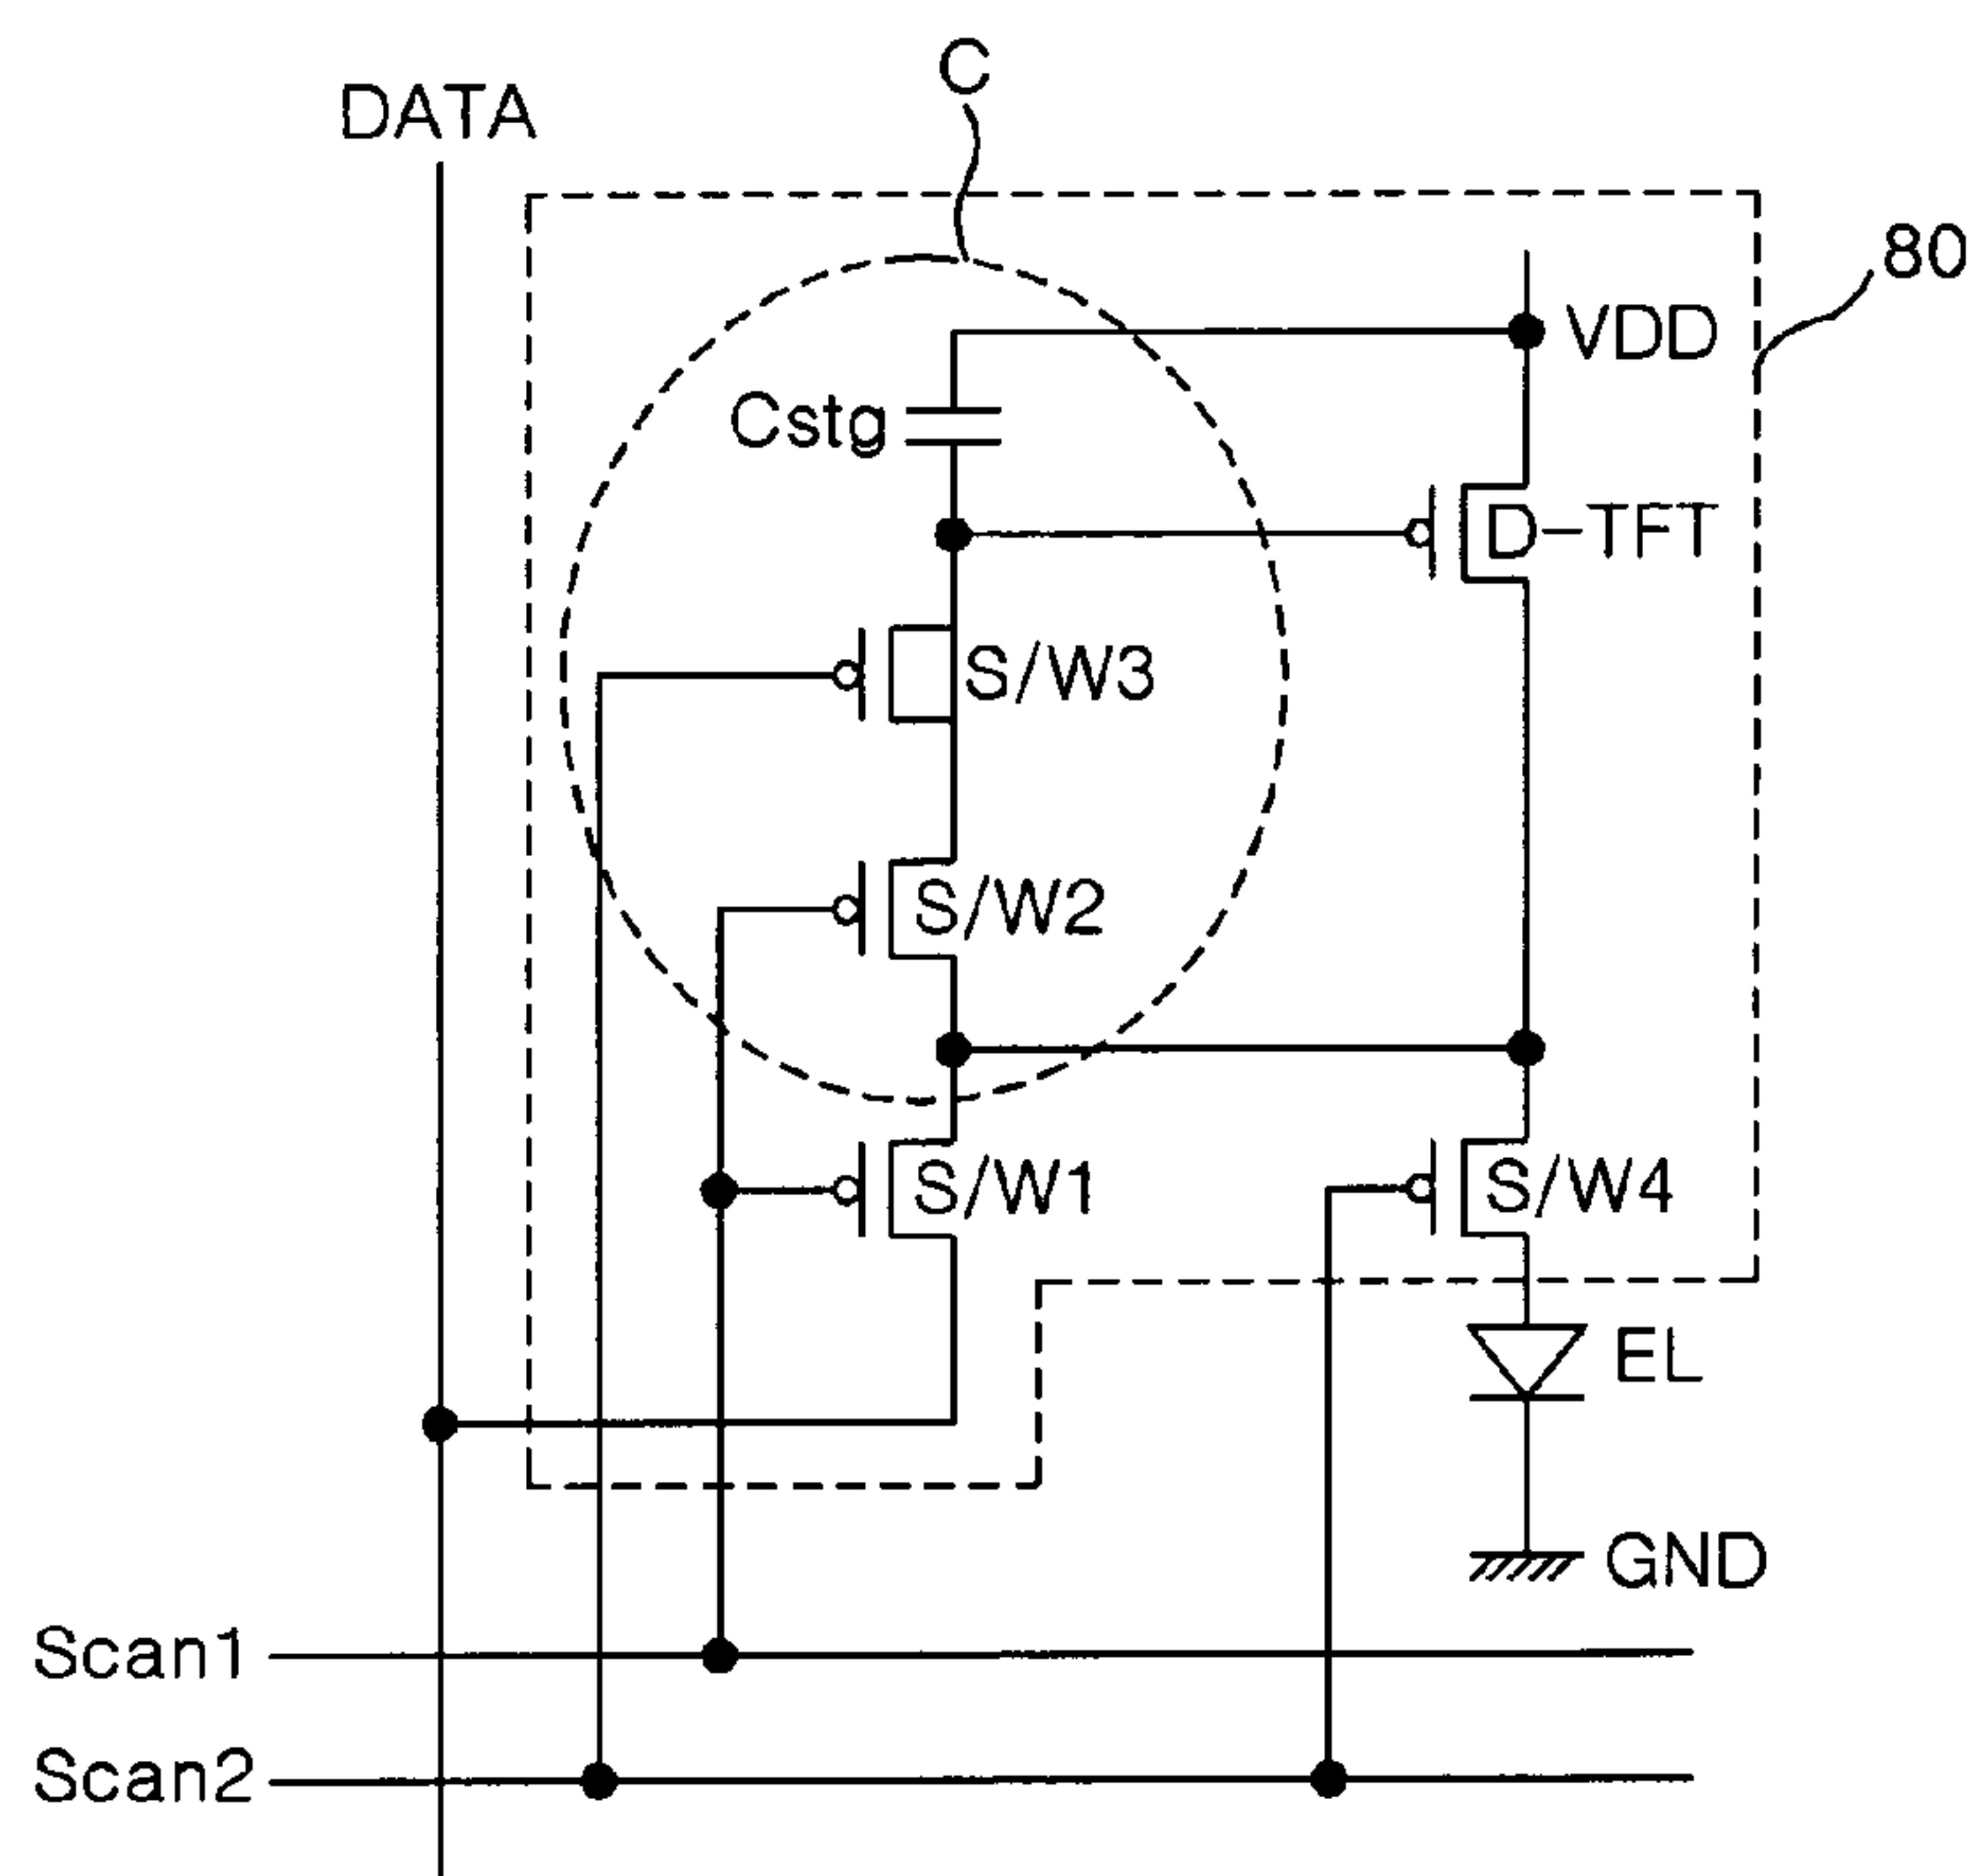 C
DATA
80
VDD
Cstg
D-TFT
S/W3
S/W2
S/W1
S/W4
EL
GND
Scan1
Scan2